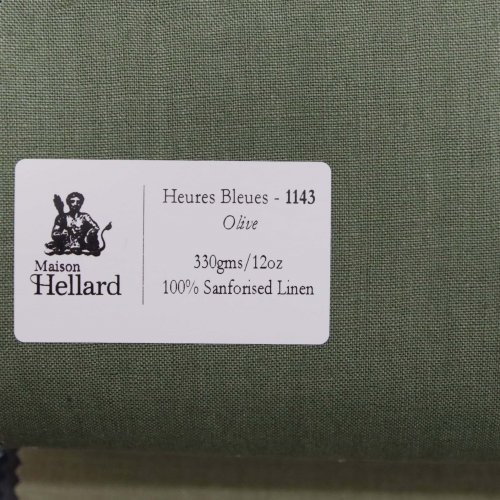 Maison
Hellard
Heures Bleues - 1143
Olive
330gms/12oz
100% Sanforised Linen